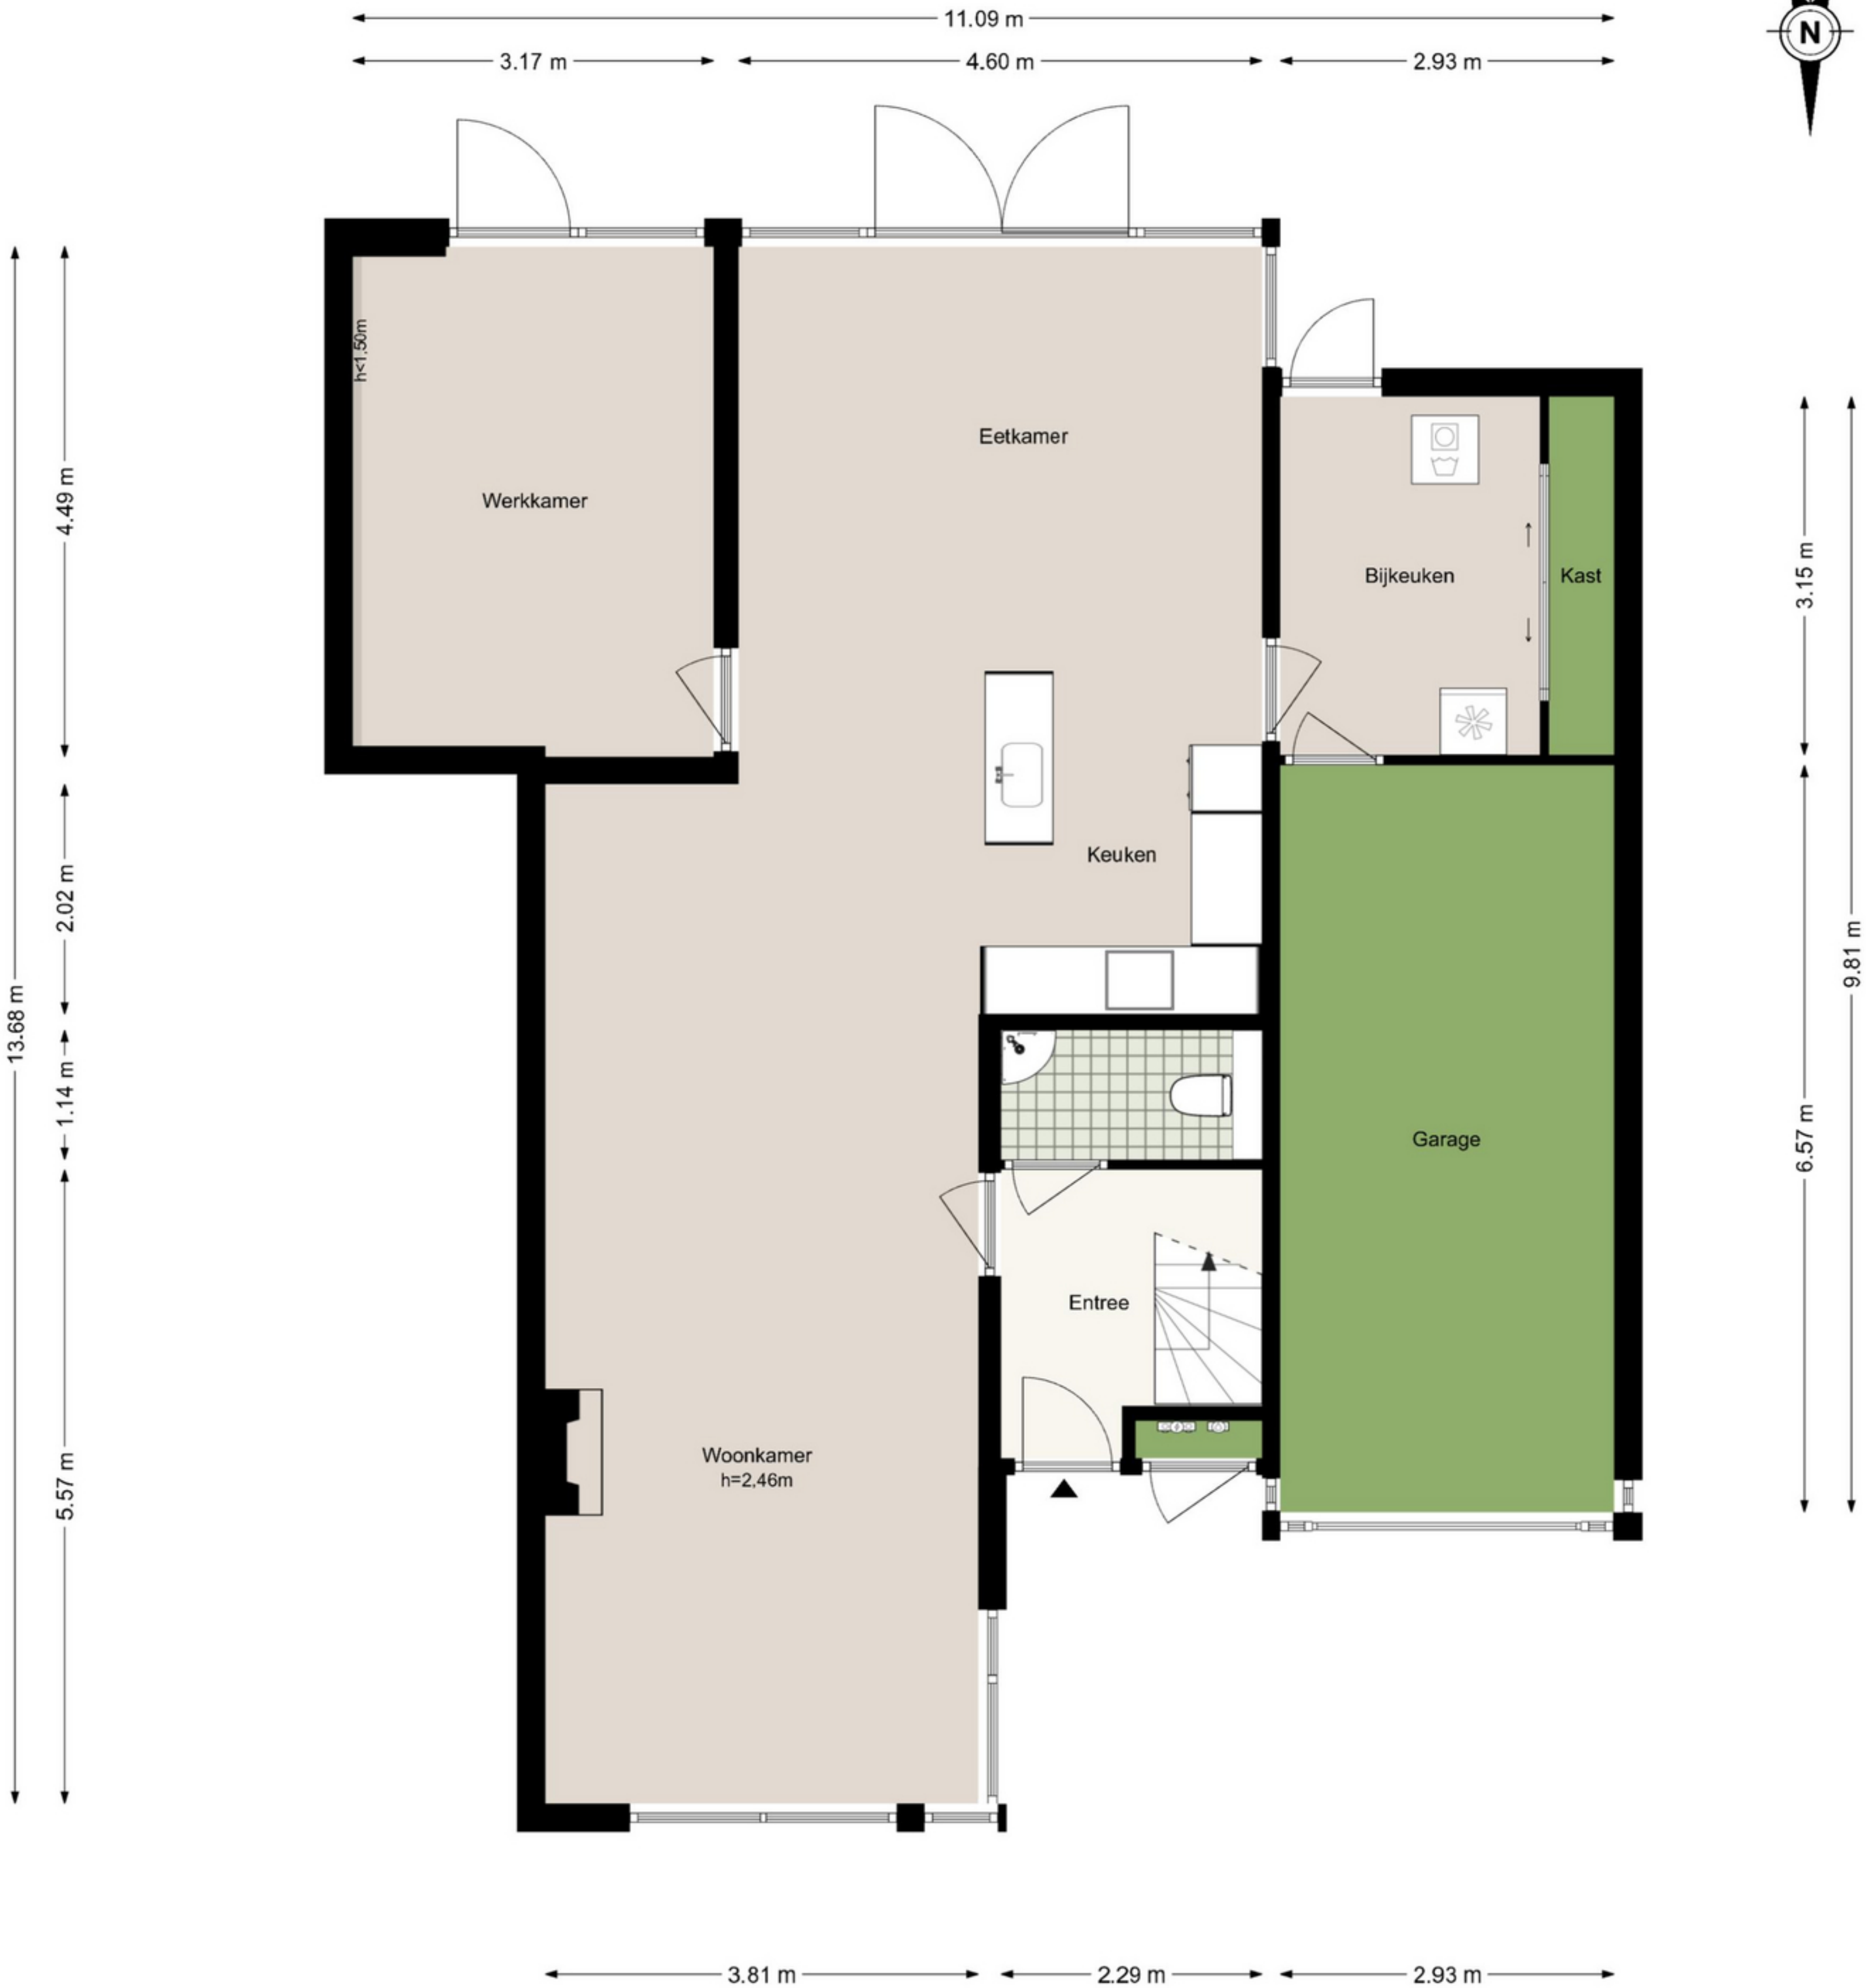 11.09 m
N
3.17 m
4.60 m
2.93 m
h<1,50m
Eetkamer
Werkkamer
4.49 m
Bijkeuken
Kast
3.15 m
Keuken
2.02 m
9.81 m
13.68 m
1.14 m
Garage
6.57 m
Entree
Woonkamer
h=2,46m
5.57 m
3.81 m
2.29 m
2.93 m